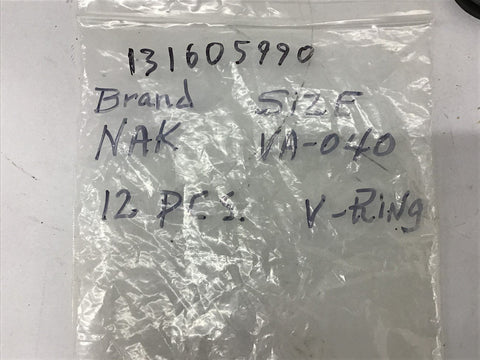 131605990
Brand SIZE
NAK VA-040
12 PCS. V-RiNg